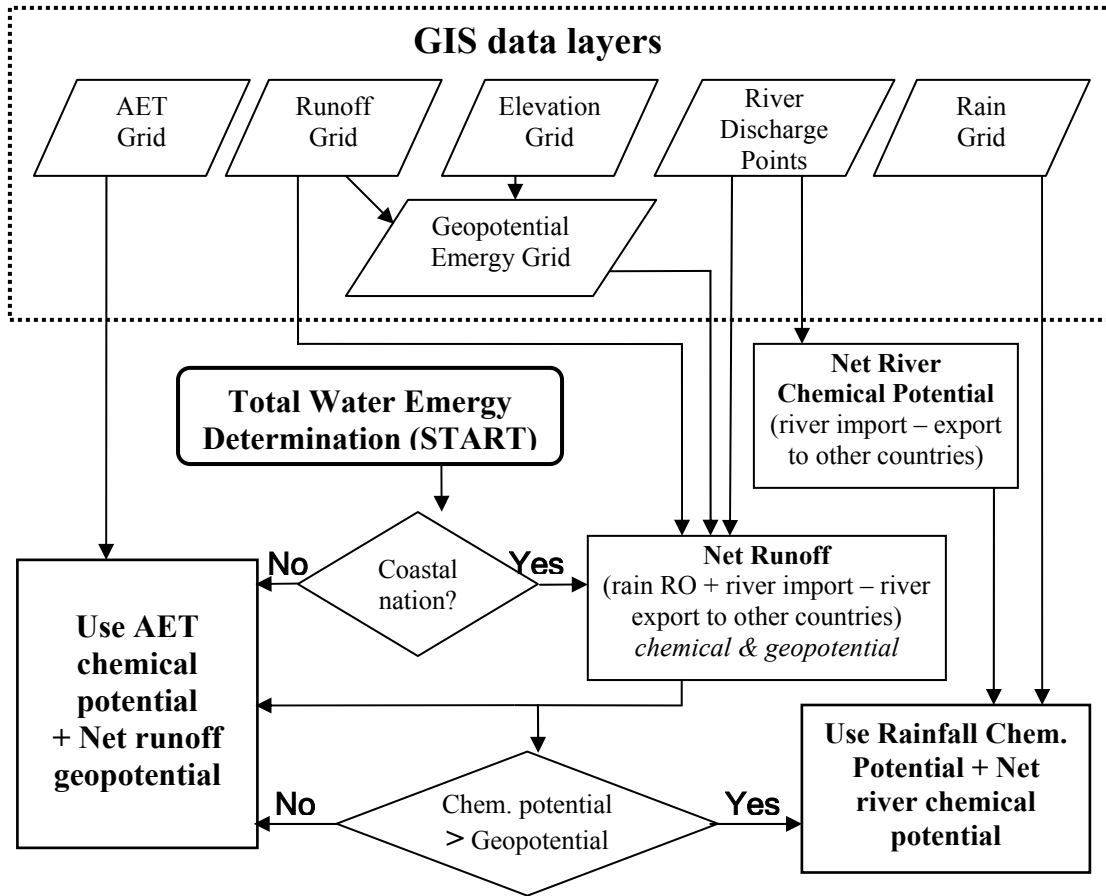 GIS data layers
AET
Grid
Runoff
Grid
Elevation
Grid
River
Discharge
Points
Rain
Grid
Geopotential
Emergy Grid
Net River
Chemical Potential
(river import – export
to other countries)
Total Water Emergy
Determination (START)
Coastal
nation?
No
Yes
Net Runoff
(rain RO + river import – river
export to other countries)
chemical & geopotential
Use AET
chemical
potential
+ Net runoff
geopotential
Chem. potential
> Geopotential
No
Yes
Use Rainfall Chem.
Potential + Net
river chemical
potential